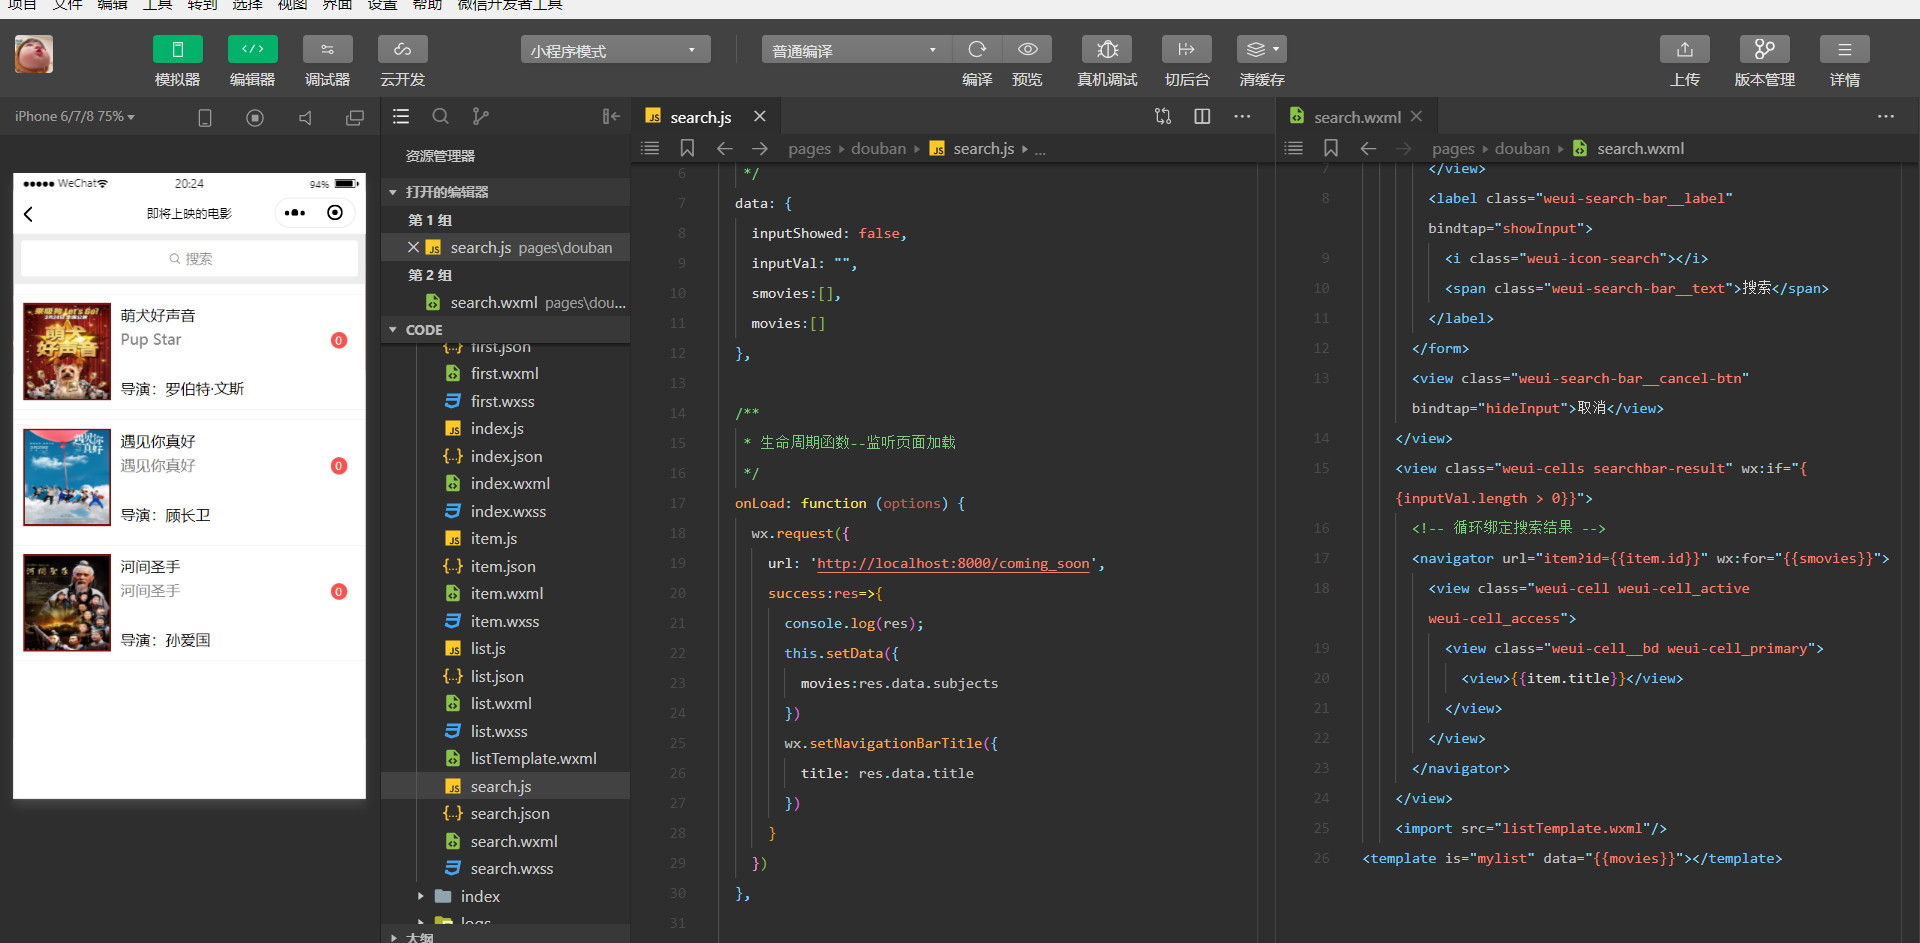 项目 文件 编辑 工具 转到 选择 视图 界面 设置 帮助 微信开发者工具
模拟器 编辑器 调试器 云开发
小程序模式
普通编译
编译 预览 真机调试 切后台 清缓存
上传 版本管理 详情
iPhone 6/7/8 75%
WeChat 20:24 94%
即将上映的电影
搜索
萌犬好声音
Pup Star
0
导演：罗伯特·文斯
遇见你真好
遇见你真好
0
导演：顾长卫
河间圣手
河间圣手
0
导演：孙爱国
资源管理器
打开的编辑器
第 1 组
search.js pages\douban
第 2 组
search.wxml pages\dou...
CODE
first.json
first.wxml
first.wxss
index.js
index.json
index.wxml
index.wxss
item.js
item.json
item.wxml
item.wxss
list.js
list.json
list.wxml
list.wxss
listTemplate.wxml
search.js
search.json
search.wxml
search.wxss
index
logs
大纲
search.js
pages douban search.js ...
6 */
7 data: {
8 inputShowed: false,
9 inputVal: "",
10 smovies:[],
11 movies:[]
12 },
13
14 /**
15 * 生命周期函数--监听页面加载
16 */
17 onLoad: function (options) {
18 wx.request({
19 url: 'http://localhost:8000/coming_soon',
20 success:res=>{
21 console.log(res);
22 this.setData({
23 movies:res.data.subjects
24 })
25 wx.setNavigationBarTitle({
26 title: res.data.title
27 })
28 }
29 })
30 },
31
search.wxml
pages douban search.wxml
7 </view>
8 <label class="weui-search-bar__label"
bindtap="showInput">
9 <i class="weui-icon-search"></i>
10 <span class="weui-search-bar__text">搜索</span>
11 </label>
12 </form>
13 <view class="weui-search-bar__cancel-btn"
bindtap="hideInput">取消</view>
14 </view>
15 <view class="weui-cells searchbar-result" wx:if="{
{inputVal.length > 0}}">
16 <!-- 循环绑定搜索结果 -->
17 <navigator url="item?id={{item.id}}" wx:for="{{smovies}}">
18 <view class="weui-cell weui-cell_active
weui-cell_access">
19 <view class="weui-cell__bd weui-cell_primary">
20 <view>{{item.title}}</view>
21 </view>
22 </view>
23 </navigator>
24 </view>
25 <import src="listTemplate.wxml"/>
26 <template is="mylist" data="{{movies}}"></template>